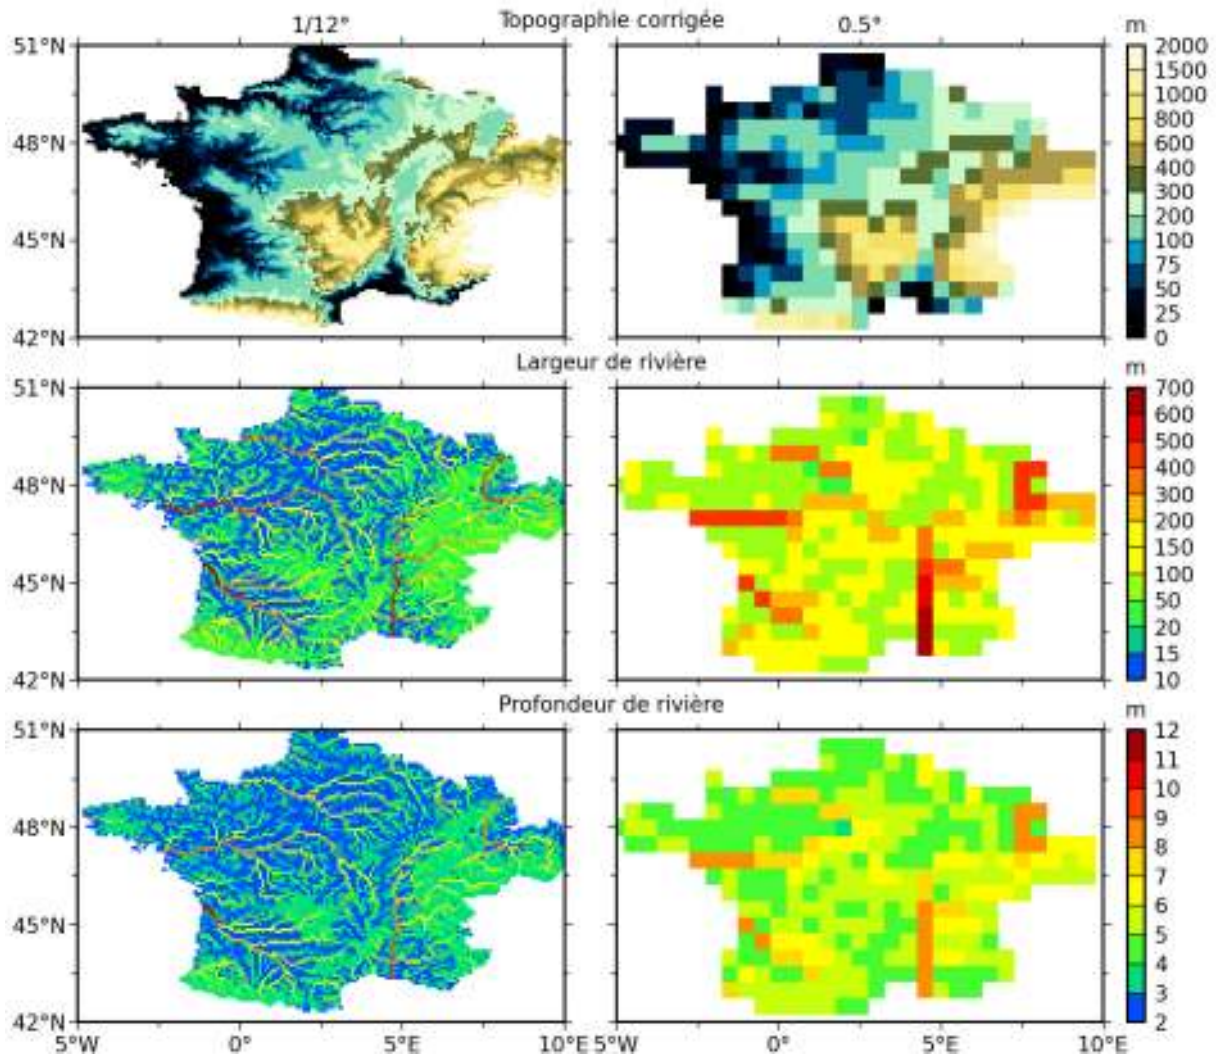 Topographie corrigée
1/12° 0.5° m
51°N 2000
1500
1000
48°N 800
600
400
300
45°N 200
100
75
50
25
42°N 0
Largeur de rivière
m
51°N 700
600
500
48°N 400
300
200
150
45°N 100
50
20
15
42°N 10
Profondeur de rivière
m
51°N 12
11
10
48°N 9
8
7
6
45°N 5
4
3
42°N 2
5°W 0° 5°E 10°E 5°W 0° 5°E 10°E